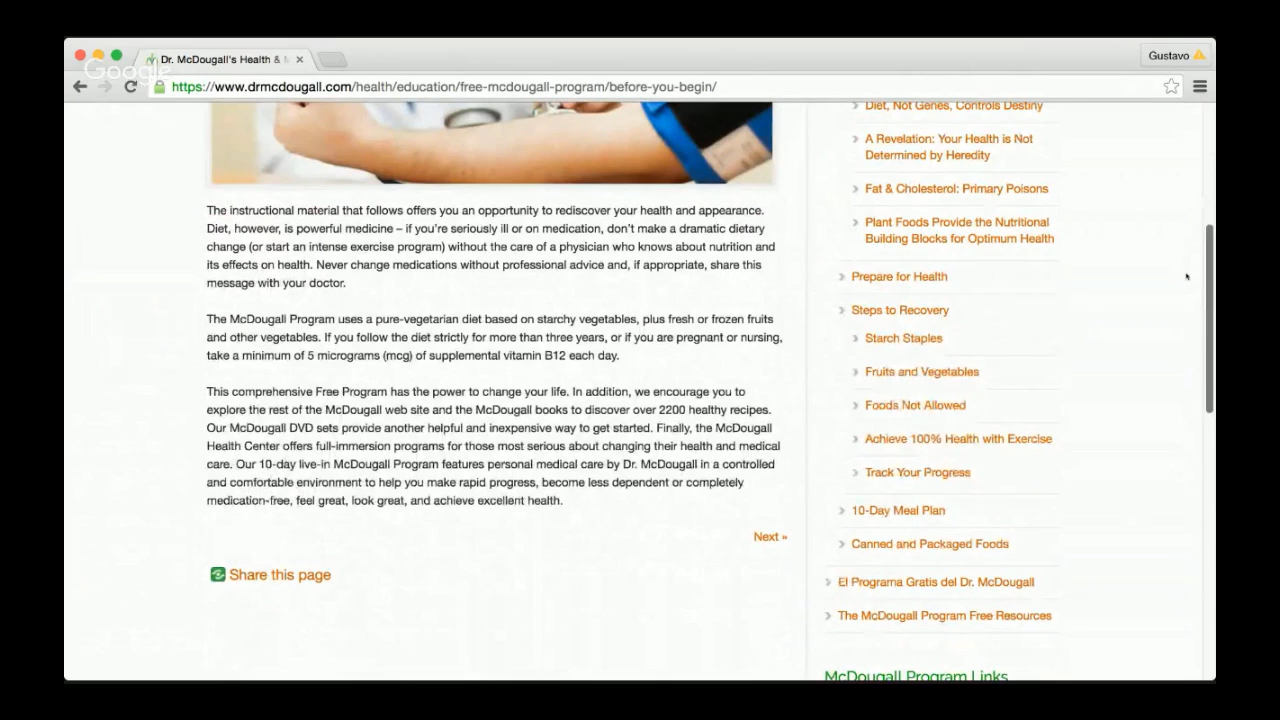 Dr. McDougall's Health &
Gustavo
Google
https://www.drmcdougall.com/health/education/free-mcdougall-program/before-you-begin/
The instructional material that follows offers you an opportunity to rediscover your health and appearance.
Diet, however, is powerful medicine – if you're seriously ill or on medication, don't make a dramatic dietary
change (or start an intense exercise program) without the care of a physician who knows about nutrition and
its effects on health. Never change medications without professional advice and, if appropriate, share this
message with your doctor.
The McDougall Program uses a pure-vegetarian diet based on starchy vegetables, plus fresh or frozen fruits
and other vegetables. If you follow the diet strictly for more than three years, or if you are pregnant or nursing,
take a minimum of 5 micrograms (mcg) of supplemental vitamin B12 each day.
This comprehensive Free Program has the power to change your life. In addition, we encourage you to
explore the rest of the McDougall web site and the McDougall books to discover over 2200 healthy recipes.
Our McDougall DVD sets provide another helpful and inexpensive way to get started. Finally, the McDougall
Health Center offers full-immersion programs for those most serious about changing their health and medical
care. Our 10-day live-in McDougall Program features personal medical care by Dr. McDougall in a controlled
and comfortable environment to help you make rapid progress, become less dependent or completely
medication-free, feel great, look great, and achieve excellent health.
Next »
Share this page
Diet, Not Genes, Controls Destiny
A Revelation: Your Health is Not
Determined by Heredity
Fat & Cholesterol: Primary Poisons
Plant Foods Provide the Nutritional
Building Blocks for Optimum Health
Prepare for Health
Steps to Recovery
Starch Staples
Fruits and Vegetables
Foods Not Allowed
Achieve 100% Health with Exercise
Track Your Progress
10-Day Meal Plan
Canned and Packaged Foods
El Programa Gratis del Dr. McDougall
The McDougall Program Free Resources
McDougall Program Links